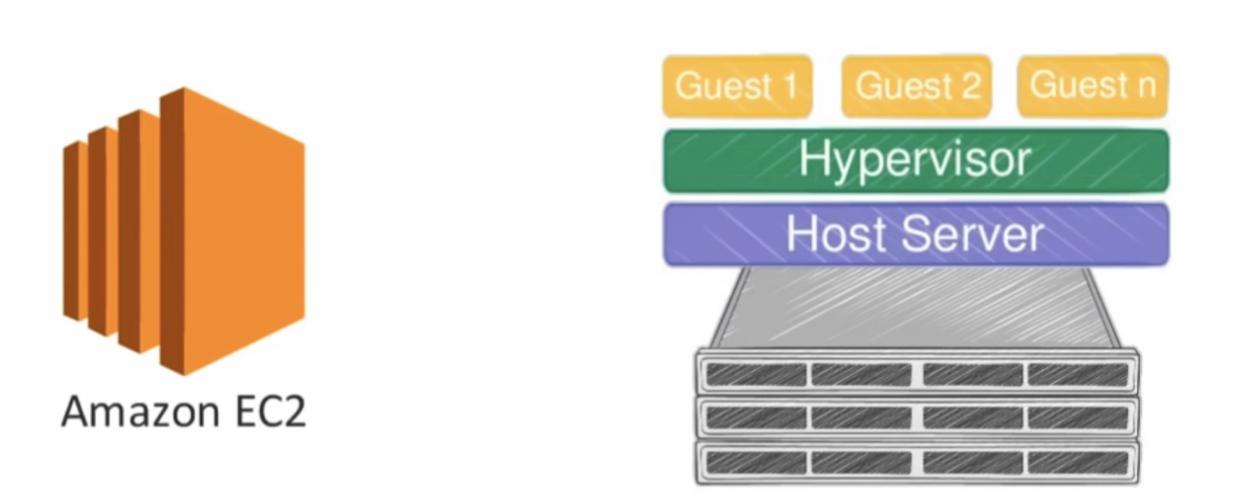 Guest 1
Guest 2
Guest n
Hypervisor
Host Server
Amazon EC2